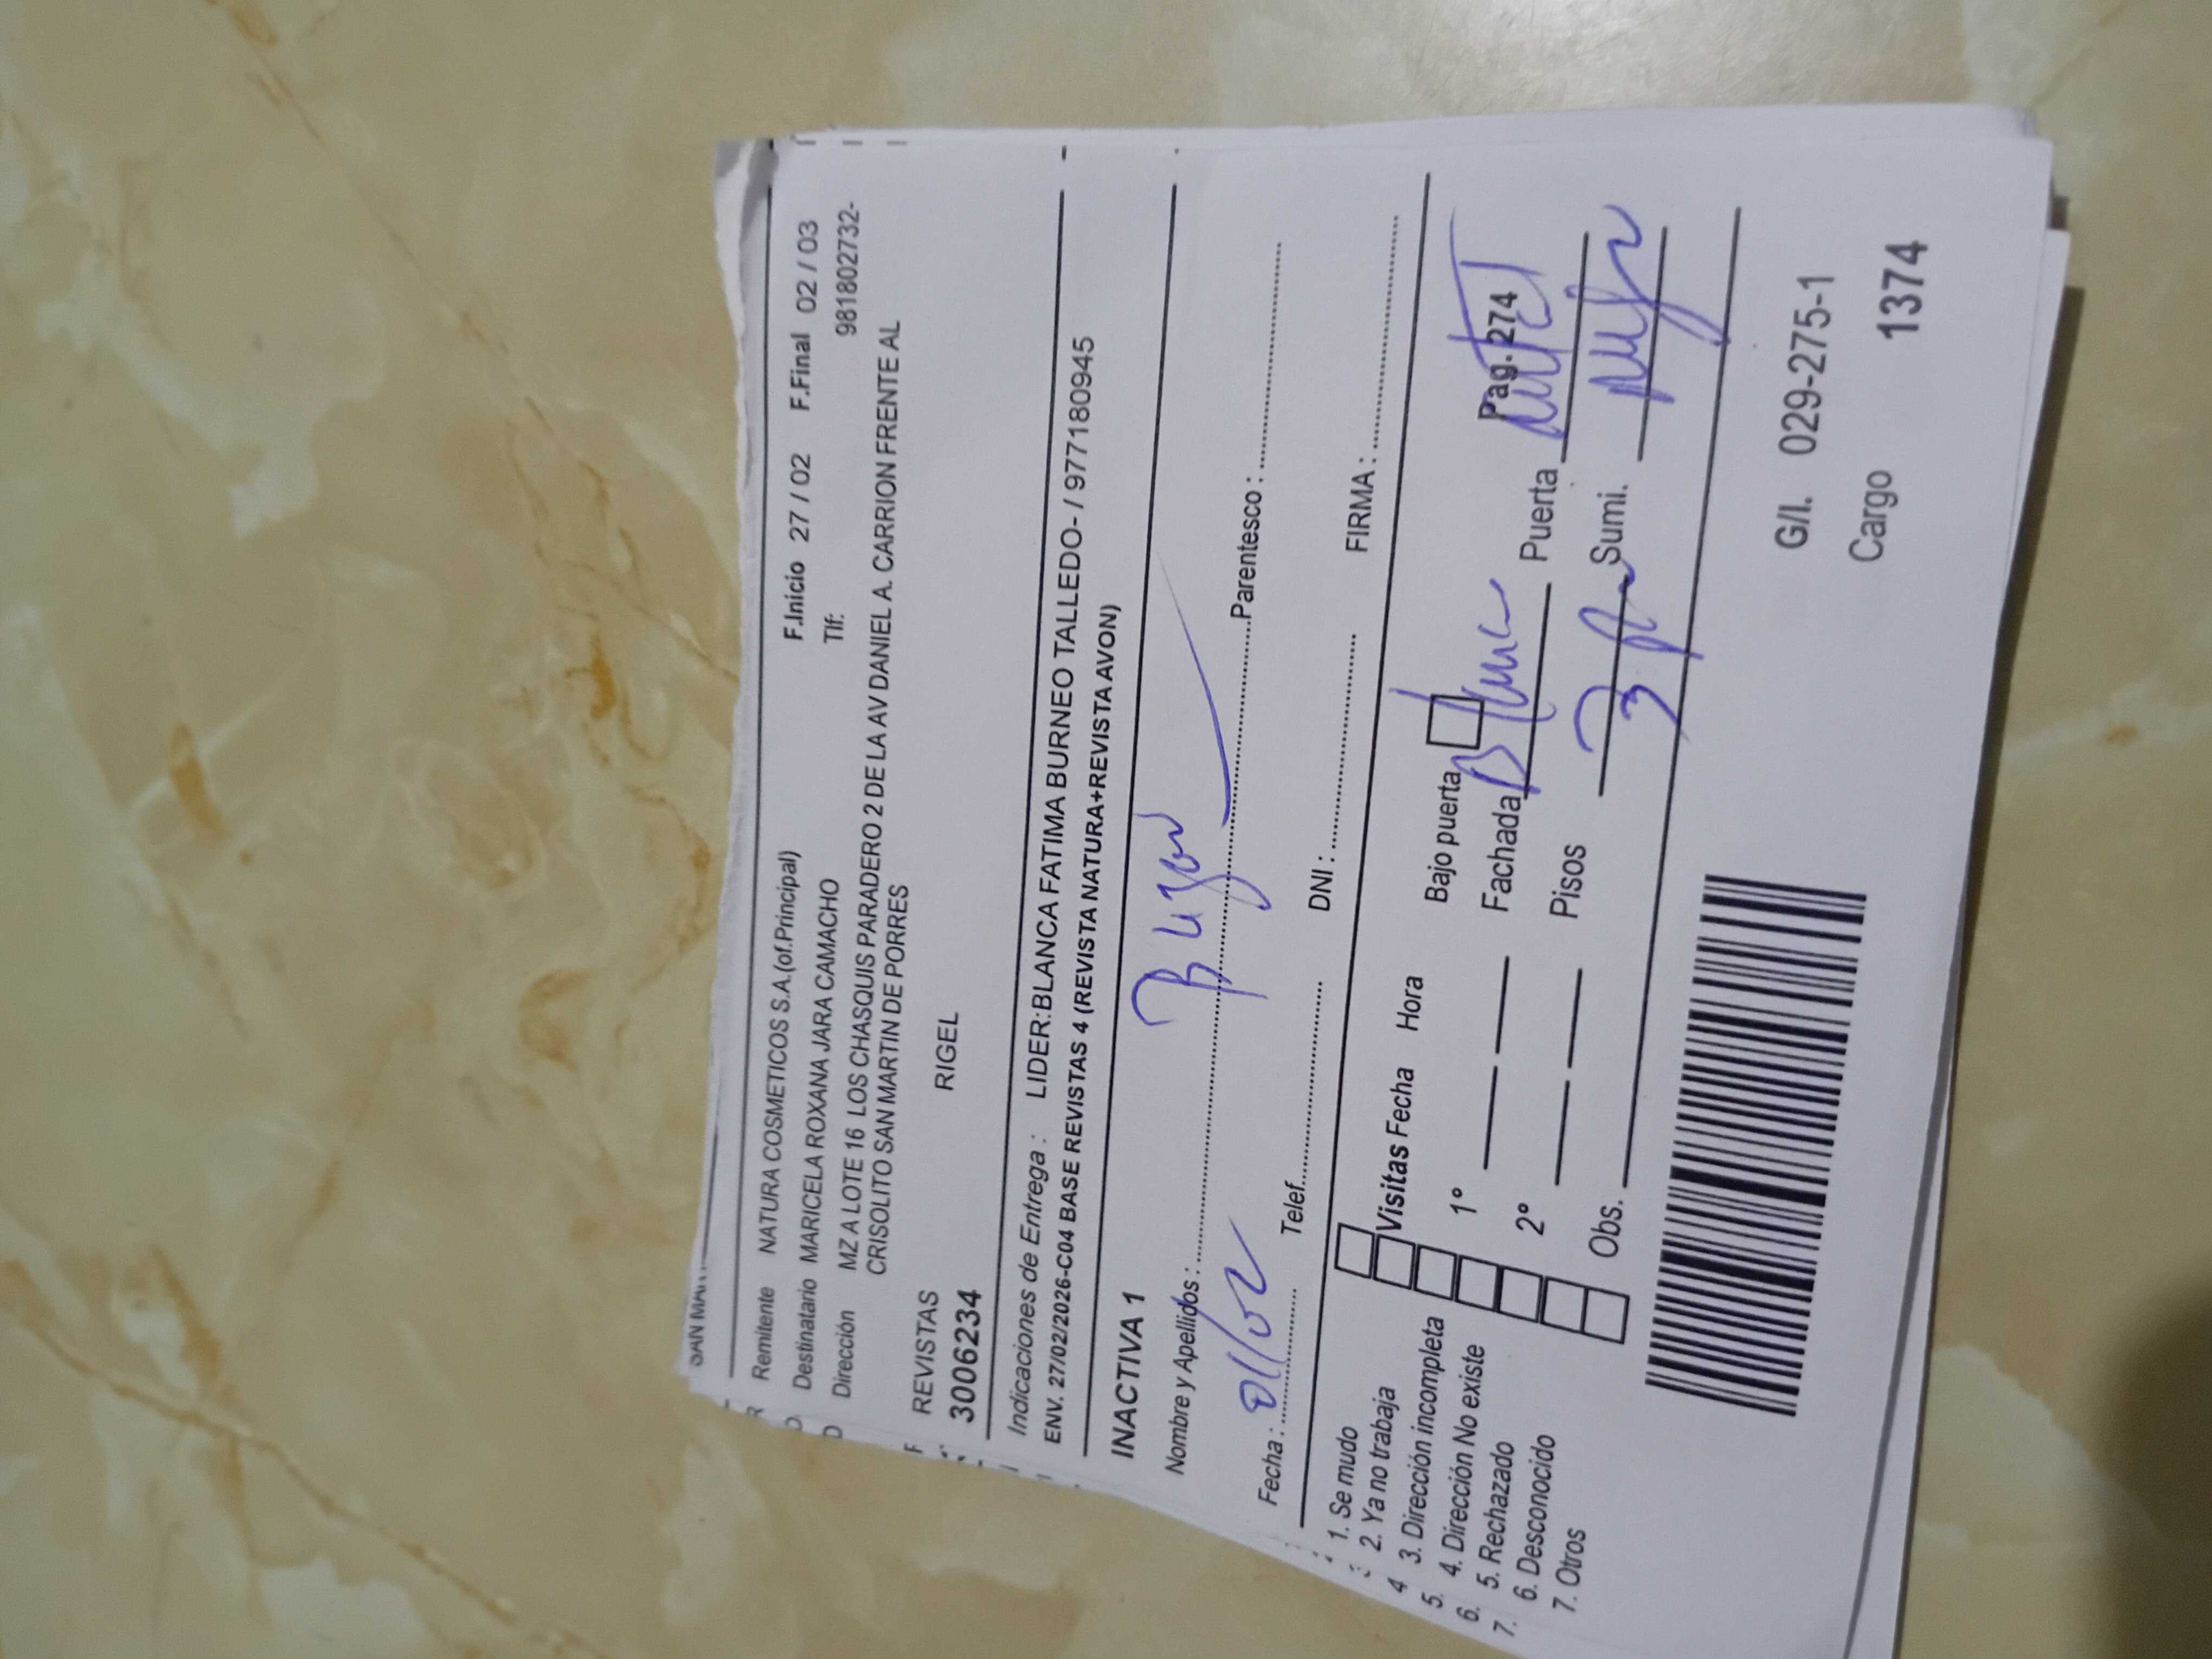 SAN MAR
Remitente NATURA COSMETICOS S.A.(of.Principal) F.Inicio 27 / 02 F.Final 02 / 03
Destinatario MARICELA ROXANA JARA CAMACHO Tlf: 981802732-
Dirección MZ A LOTE 16 LOS CHASQUIS PARADERO 2 DE LA AV DANIEL A. CARRION FRENTE AL
CRISOLITO SAN MARTIN DE PORRES
REVISTAS RIGEL
3006234
Indicaciones de Entrega : LIDER:BLANCA FATIMA BURNEO TALLEDO- / 977180945
ENV. 27/02/2026-C04 BASE REVISTAS 4 (REVISTA NATURA+REVISTA AVON)
INACTIVA 1
Nombre y Apellidos : Buzon Parentesco :
Fecha : 01/02 Telef. DNI : FIRMA :
1. Se mudo
2. Ya no trabaja
3. Dirección incompleta
4. Dirección No existe
5. Rechazado
6. Desconocido
7. Otros
Visitas Fecha Hora
1°
2°
Obs.
Bajo puerta Pag. 274
Fachada Puerta
Pisos 3 Sumi.
G/I. 029-275-1
Cargo 1374